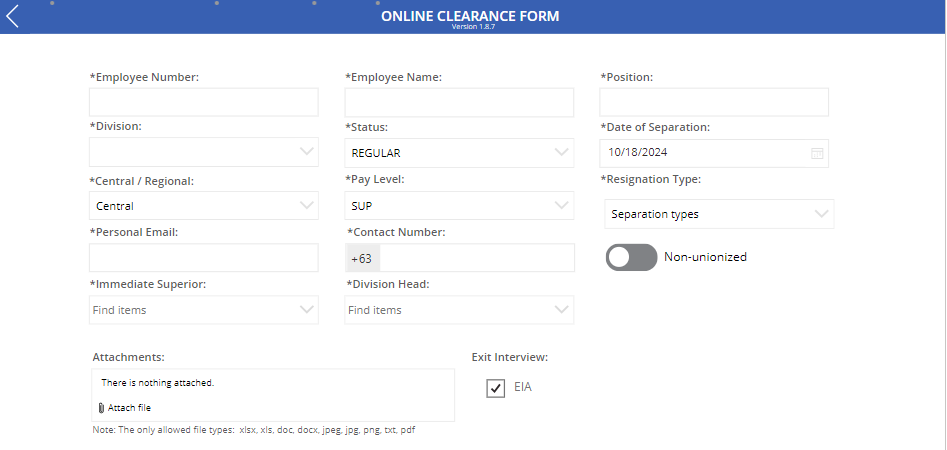 ONLINE CLEARANCE FORM
Version 1.8.7
*Employee Number:
*Employee Name:
*Position:
*Division:
*Status:
REGULAR
*Date of Separation:
10/18/2024
*Central / Regional:
Central
*Pay Level:
SUP
*Resignation Type:
Separation types
*Personal Email:
*Contact Number:
+63
Non-unionized
*Immediate Superior:
Find items
*Division Head:
Find items
Attachments:
There is nothing attached.
Attach file
Note: The only allowed file types: xlsx, xls, doc, docx, jpeg, jpg, png, txt, pdf
Exit Interview:
EIA